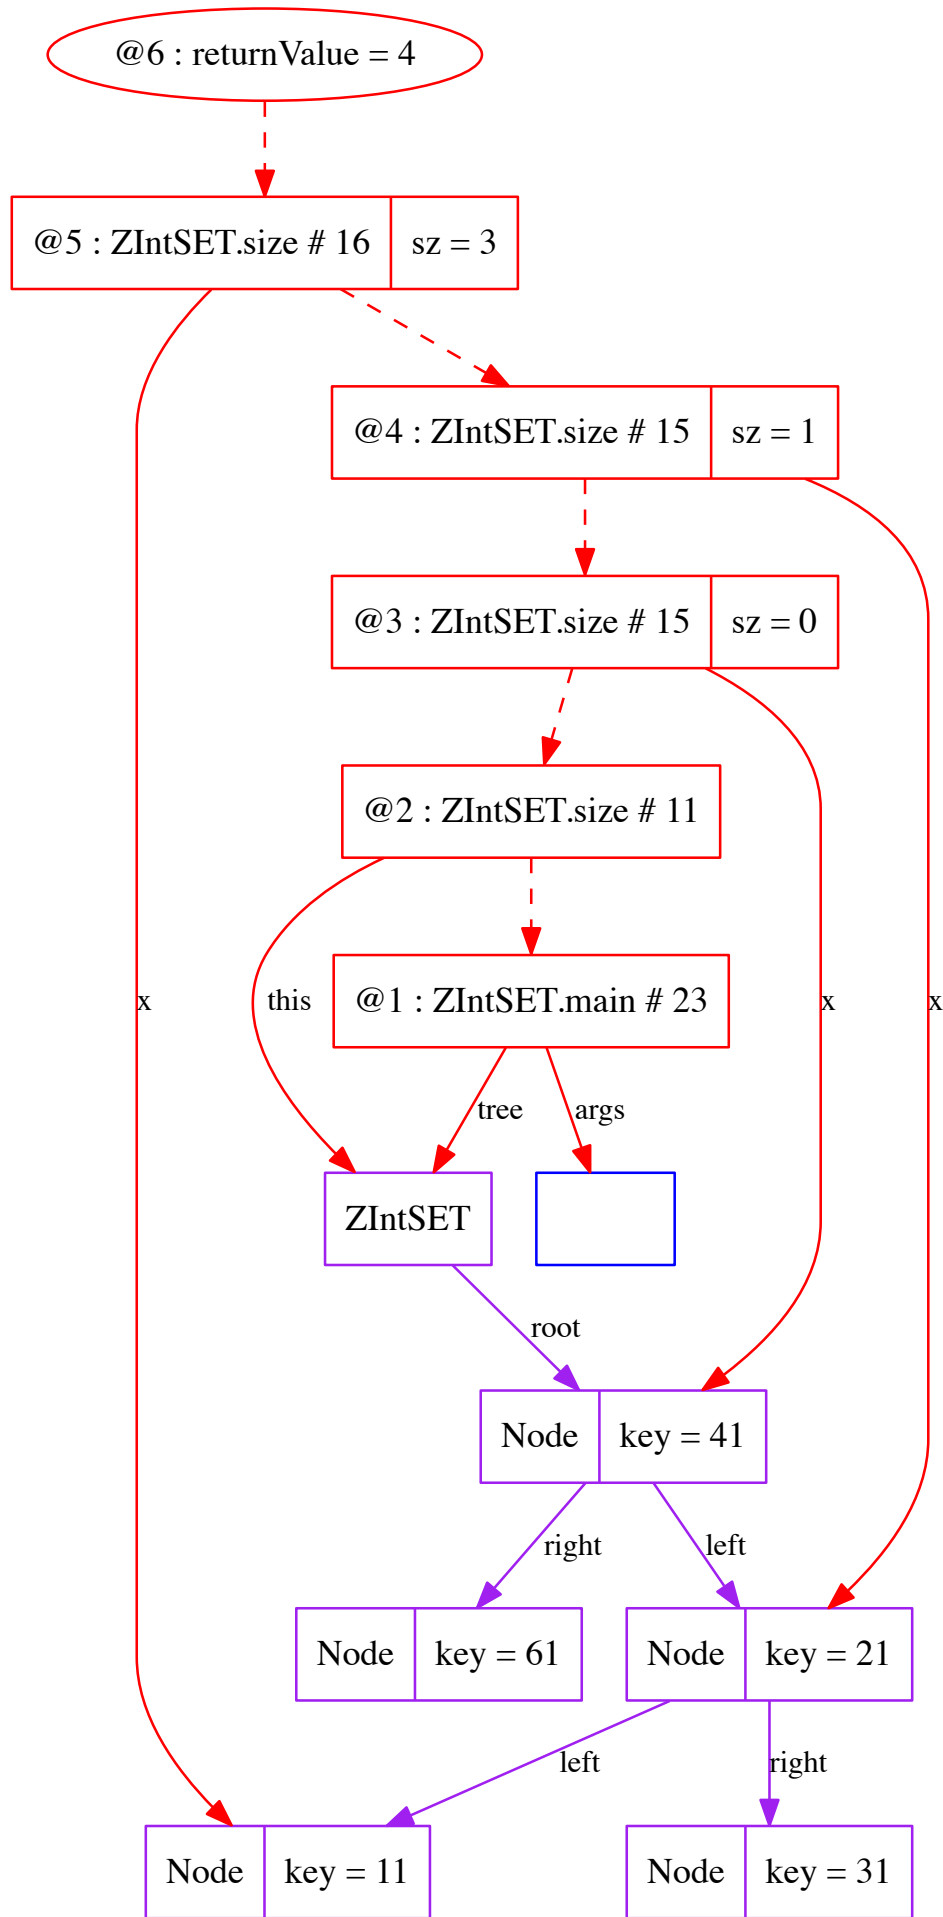 @6 : returnValue = 4
@5 : ZIntSET.size # 16 sz = 3
@4 : ZIntSET.size # 15 sz = 1
@3 : ZIntSET.size # 15 sz = 0
@2 : ZIntSET.size # 11
x this @1 : ZIntSET.main # 23 x x
tree args
ZIntSET
root
Node key = 41
right left
Node key = 61 Node key = 21
left right
Node key = 11 Node key = 31